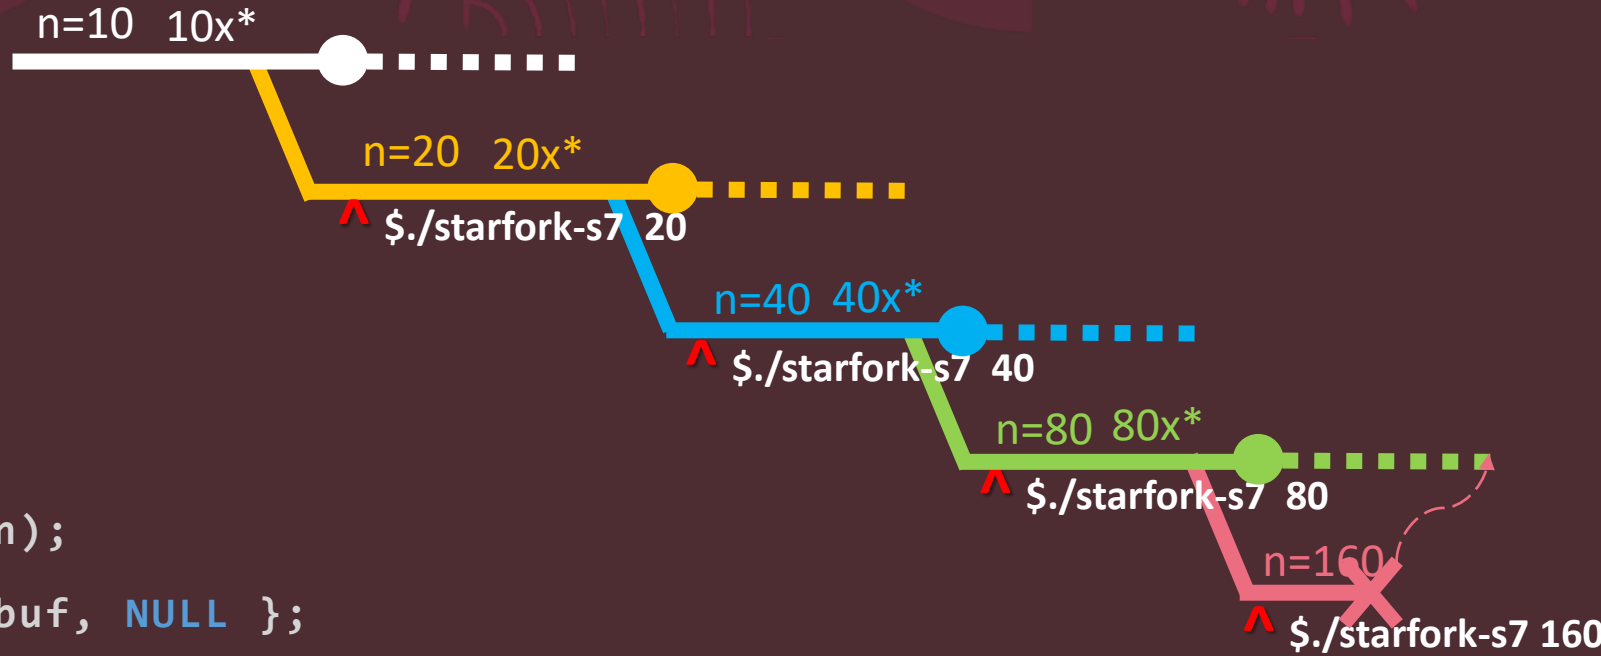 n=10 10x*
n=20 20x*
^ $./starfork-s7 20
n=40 40x*
^ $./starfork-s7 40
n=80 80x*
^ $./starfork-s7 80
n);
n=160
buf, NULL };
^ $./starfork-s7 160